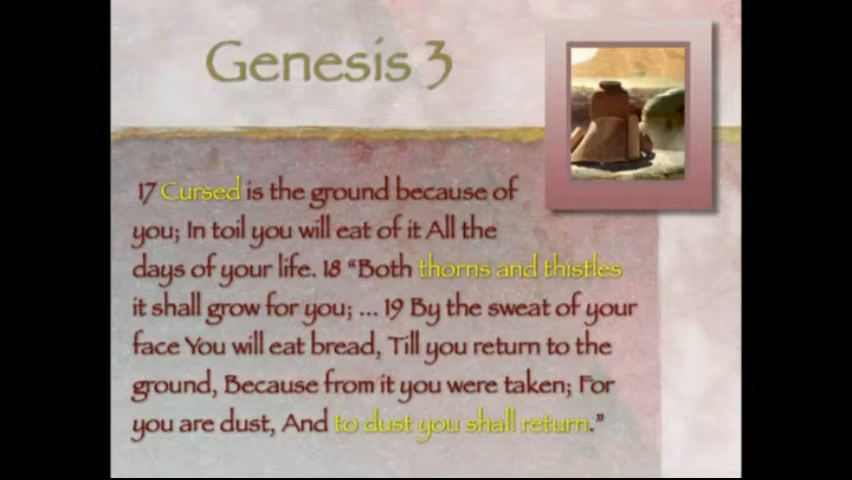 Genesis 3
17 Cursed is the ground because of
you; In toil you will eat of it All the
days of your life. 18 “Both thorns and thistles
it shall grow for you; ... 19 By the sweat of your
face You will eat bread, Till you return to the
ground, Because from it you were taken; For
you are dust, And to dust you shall return.”